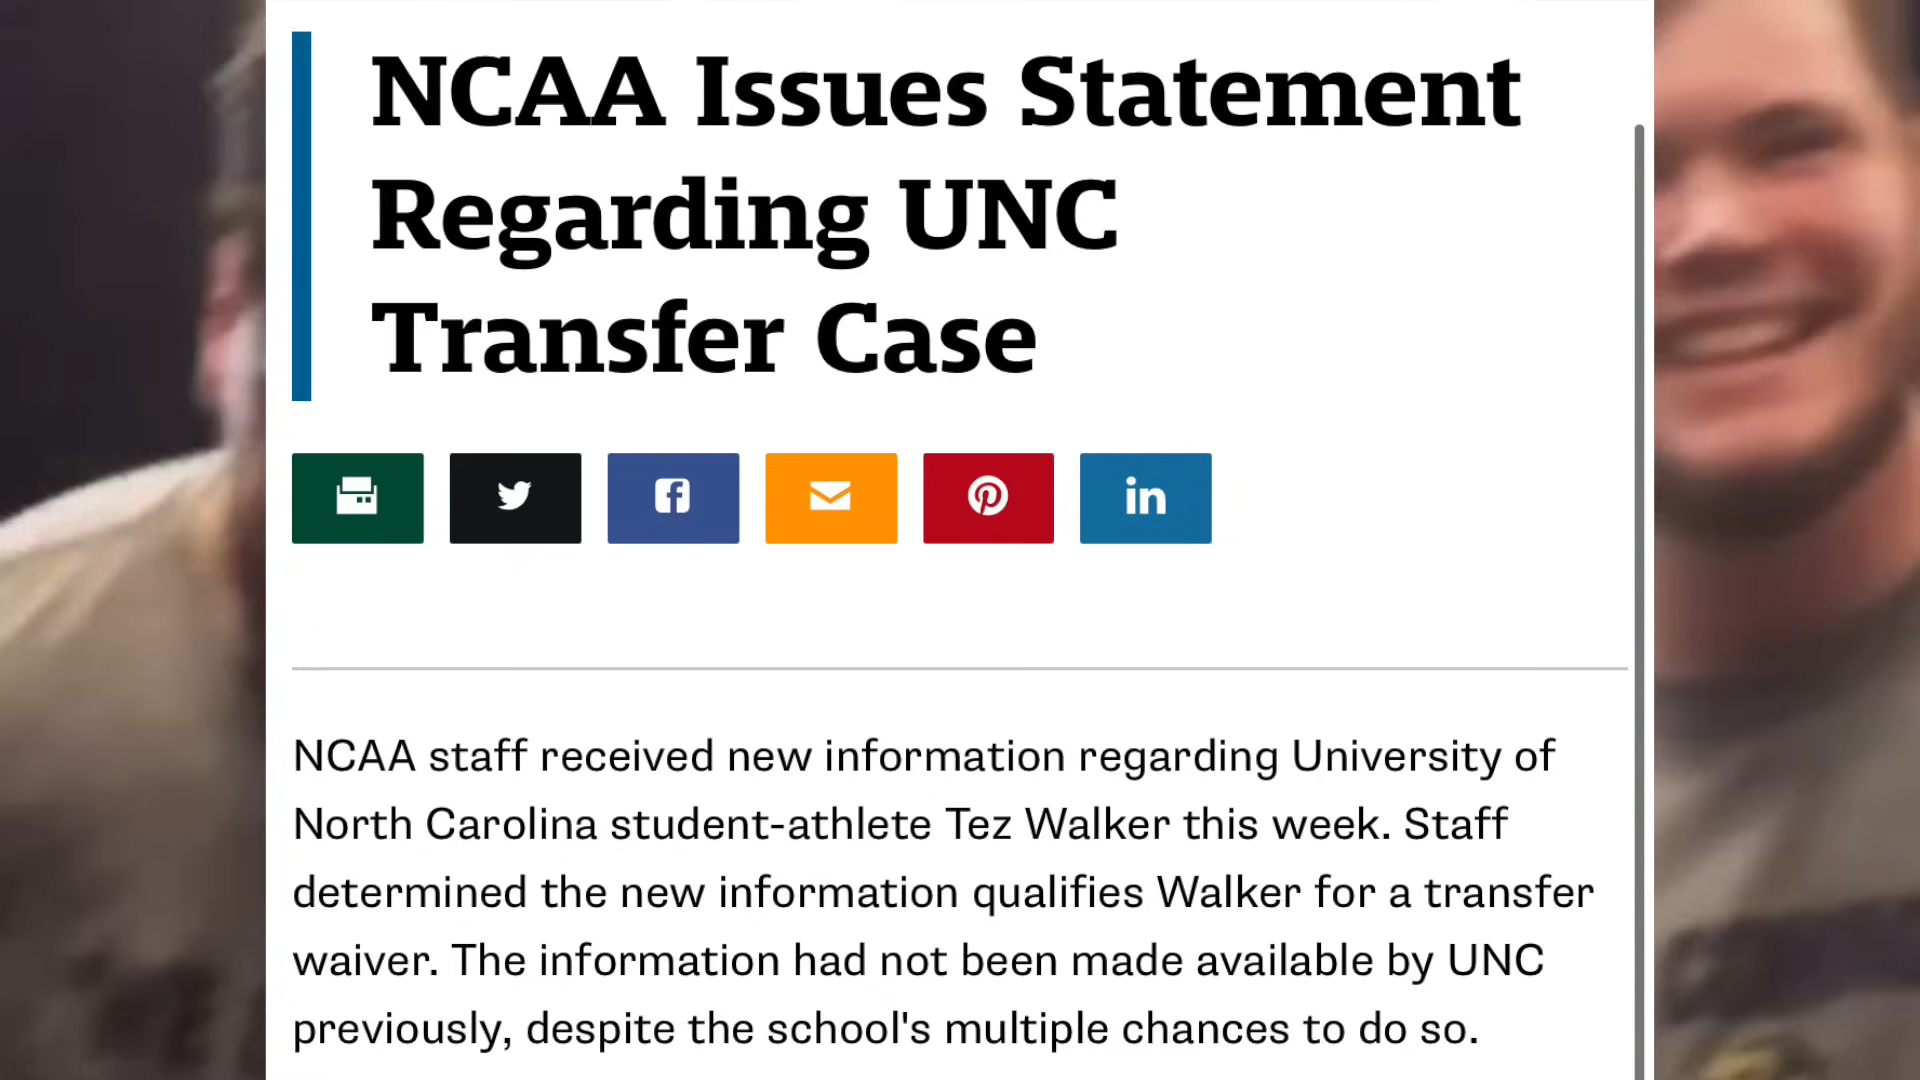 NCAA Issues Statement
Regarding UNC
Transfer Case
NCAA staff received new information regarding University of
North Carolina student-athlete Tez Walker this week. Staff
determined the new information qualifies Walker for a transfer
waiver. The information had not been made available by UNC
previously, despite the school's multiple chances to do so.